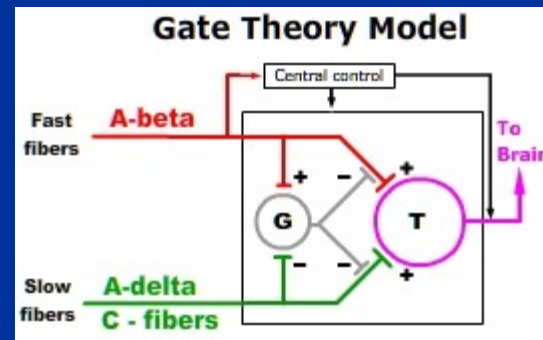 Gate Theory Model
Central control
Fast
fibers
A-beta
To
Brain
+
−
+
G
T
−
−
+
Slow
fibers
A-delta
C - fibers